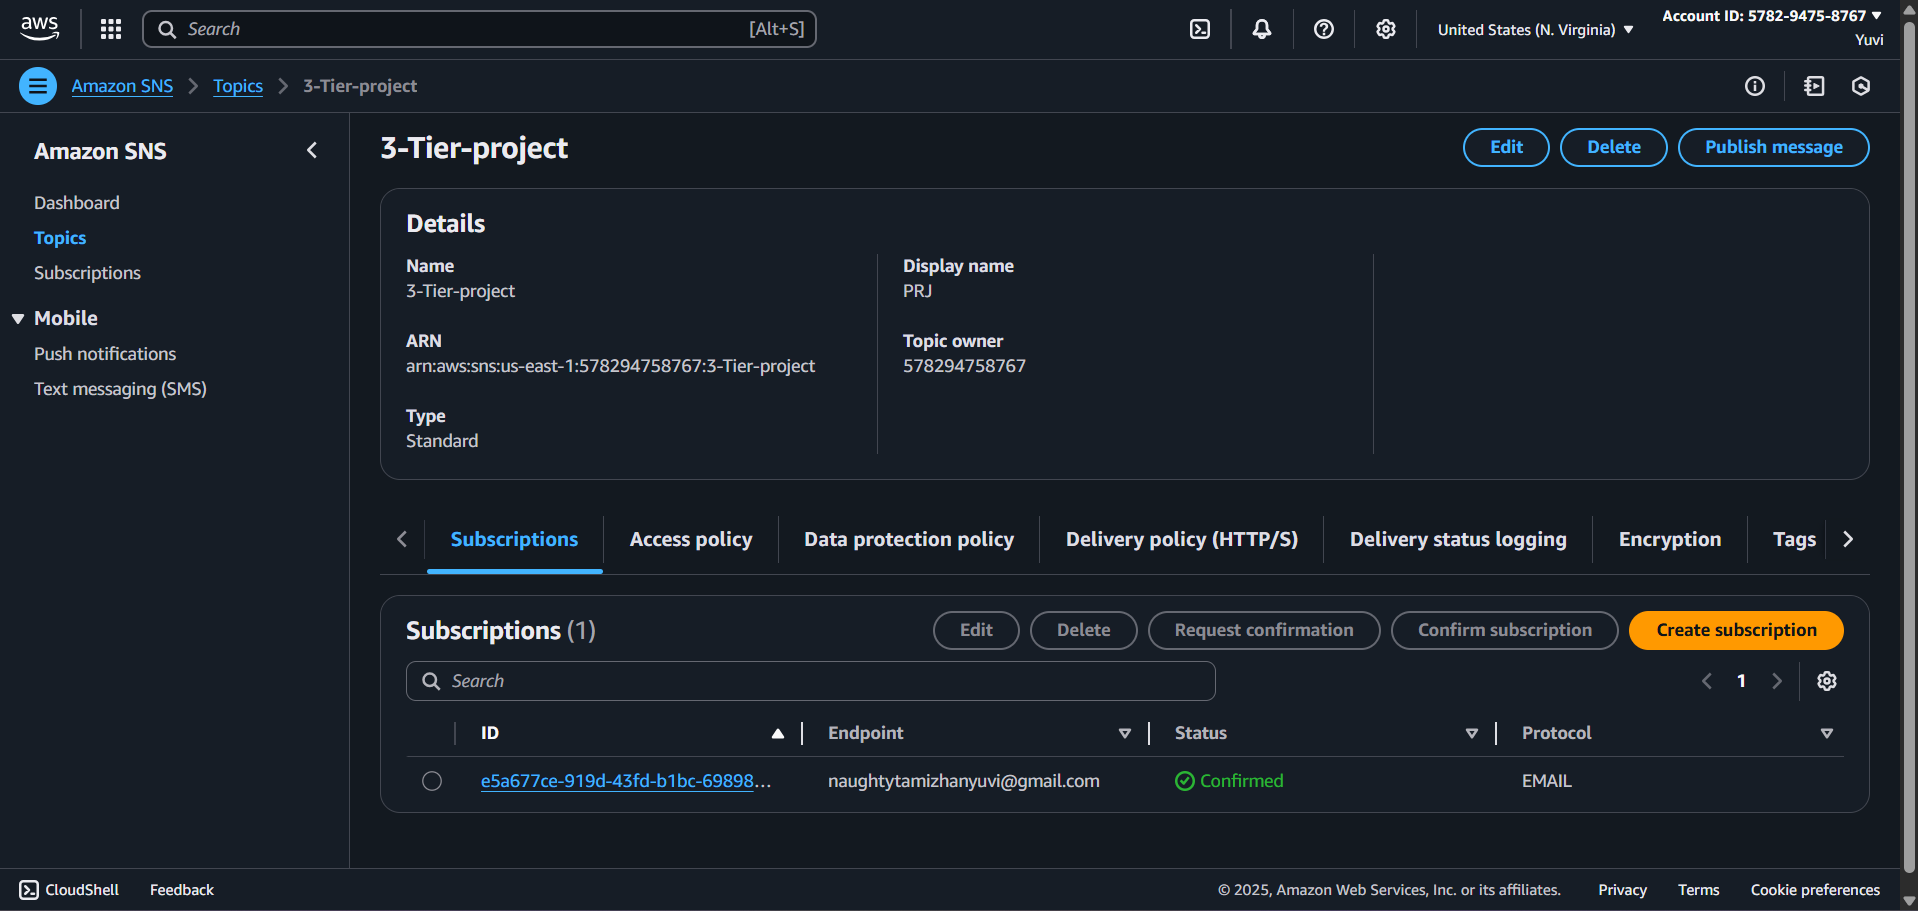 aws
Search
[Alt+S]
United States (N. Virginia)
Account ID: 5782-9475-8767
Yuvi
Amazon SNS
Topics
3-Tier-project
Amazon SNS
Dashboard
Topics
Subscriptions
Mobile
Push notifications
Text messaging (SMS)
3-Tier-project
Edit
Delete
Publish message
Details
Name
3-Tier-project
ARN
arn:aws:sns:us-east-1:578294758767:3-Tier-project
Type
Standard
Display name
PRJ
Topic owner
578294758767
Subscriptions
Access policy
Data protection policy
Delivery policy (HTTP/S)
Delivery status logging
Encryption
Tags
Subscriptions (1)
Edit
Delete
Request confirmation
Confirm subscription
Create subscription
Search
1
ID
Endpoint
Status
Protocol
e5a677ce-919d-43fd-b1bc-69898...
naughtytamizhanyuvi@gmail.com
Confirmed
EMAIL
CloudShell
Feedback
© 2025, Amazon Web Services, Inc. or its affiliates.
Privacy
Terms
Cookie preferences